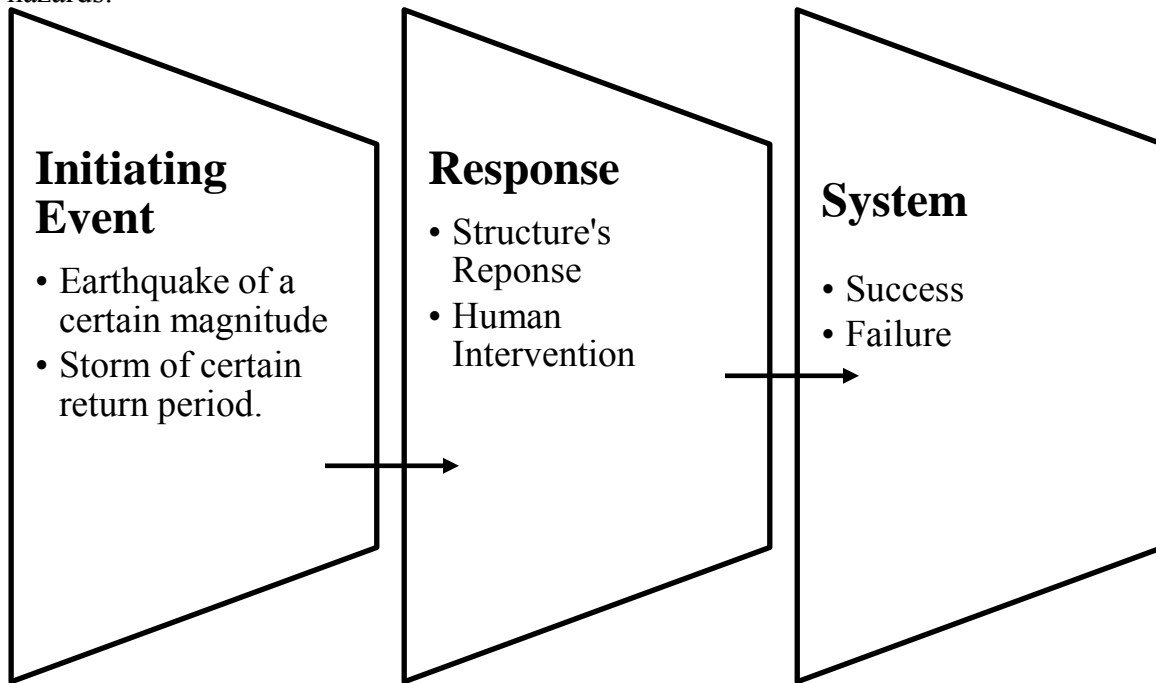 hazards.
Initiating
Event
• Earthquake of a
certain magnitude
• Storm of certain
return period.
Response
• Structure's
Reponse
• Human
Intervention
System
• Success
• Failure